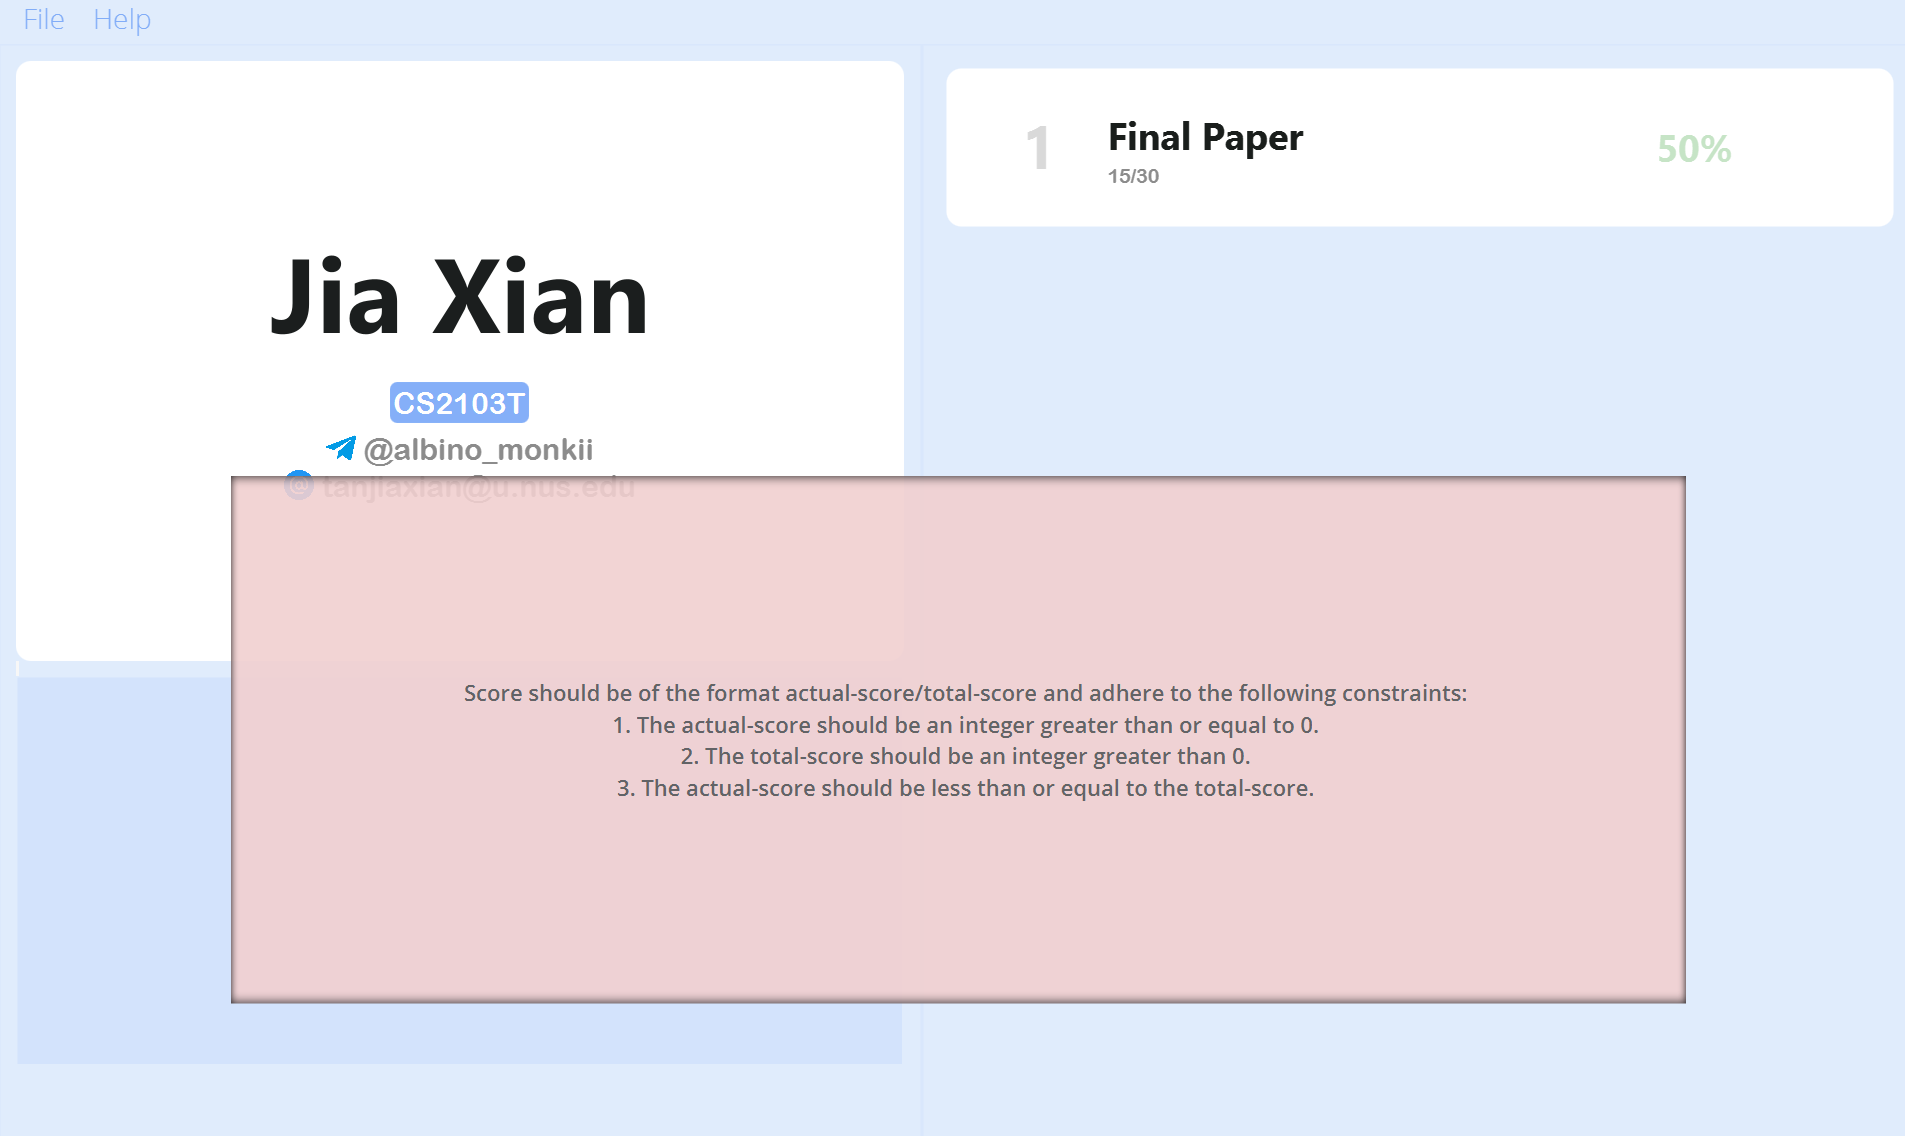 File Help
Jia Xian
CS2103T
@albino_monkii
@ tanjiaxian@u.nus.edu
1
Final Paper
15/30
50%
Score should be of the format actual-score/total-score and adhere to the following constraints:
1. The actual-score should be an integer greater than or equal to 0.
2. The total-score should be an integer greater than 0.
3. The actual-score should be less than or equal to the total-score.